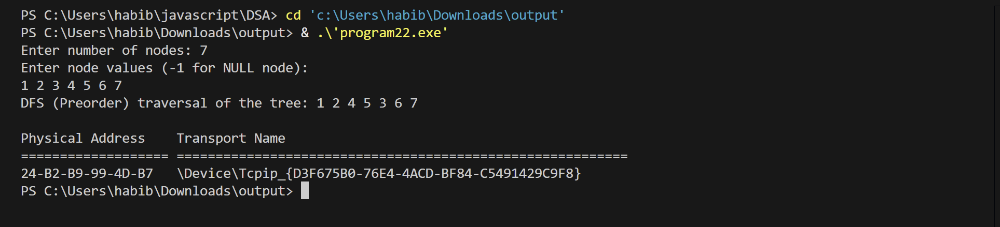 PS C:\Users\habib\javascript\DSA> cd 'c:\Users\habib\Downloads\output'
PS C:\Users\habib\Downloads\output> & .\'program22.exe'
Enter number of nodes: 7
Enter node values (-1 for NULL node):
1 2 3 4 5 6 7
DFS (Preorder) traversal of the tree: 1 2 4 5 3 6 7
Physical Address    Transport Name
=================== ==========================================================
24-B2-B9-99-4D-B7   \Device\Tcpip_{D3F675B0-76E4-4ACD-BF84-C5491429C9F8}
PS C:\Users\habib\Downloads\output>